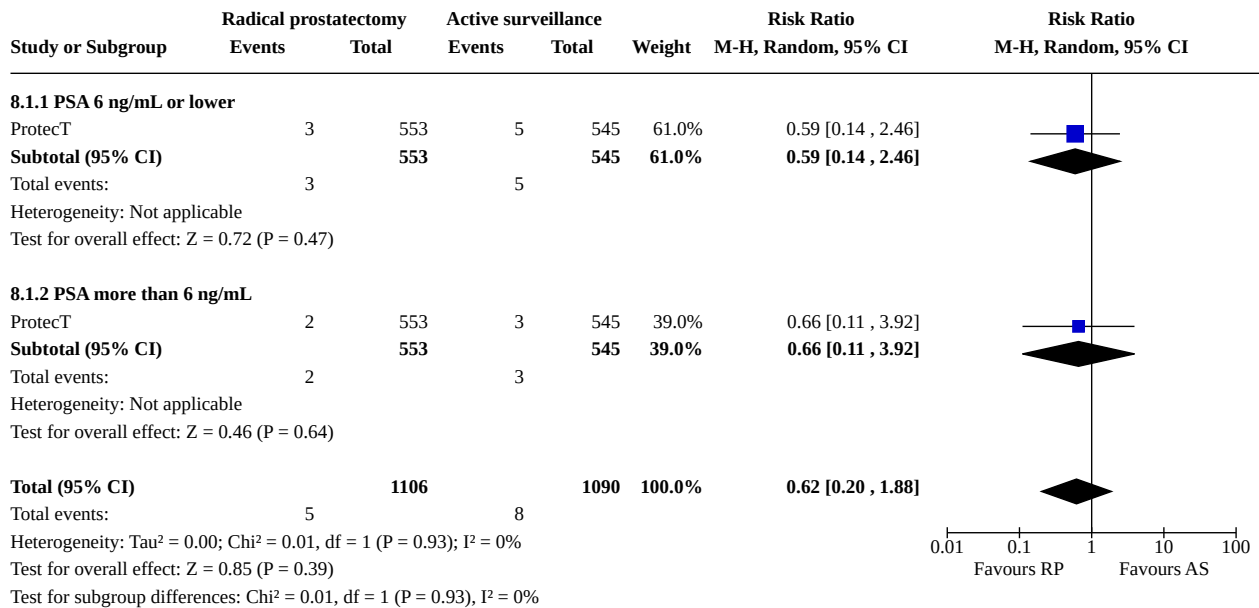 Radical prostatectomy Active surveillance Risk Ratio Risk Ratio
Study or Subgroup Events Total Events Total Weight M-H, Random, 95% CI M-H, Random, 95% CI
8.1.1 PSA 6 ng/mL or lower
ProtecT 3 553 5 545 61.0% 0.59 [0.14 , 2.46]
Subtotal (95% CI) 553 545 61.0% 0.59 [0.14 , 2.46]
Total events: 3 5
Heterogeneity: Not applicable
Test for overall effect: Z = 0.72 (P = 0.47)
8.1.2 PSA more than 6 ng/mL
ProtecT 2 553 3 545 39.0% 0.66 [0.11 , 3.92]
Subtotal (95% CI) 553 545 39.0% 0.66 [0.11 , 3.92]
Total events: 2 3
Heterogeneity: Not applicable
Test for overall effect: Z = 0.46 (P = 0.64)
Total (95% CI) 1106 1090 100.0% 0.62 [0.20 , 1.88]
Total events: 5 8
Heterogeneity: Tau² = 0.00; Chi² = 0.01, df = 1 (P = 0.93); I² = 0%
0.01 0.1 1 10 100
Test for overall effect: Z = 0.85 (P = 0.39) Favours RP Favours AS
Test for subgroup differences: Chi² = 0.01, df = 1 (P = 0.93), I² = 0%